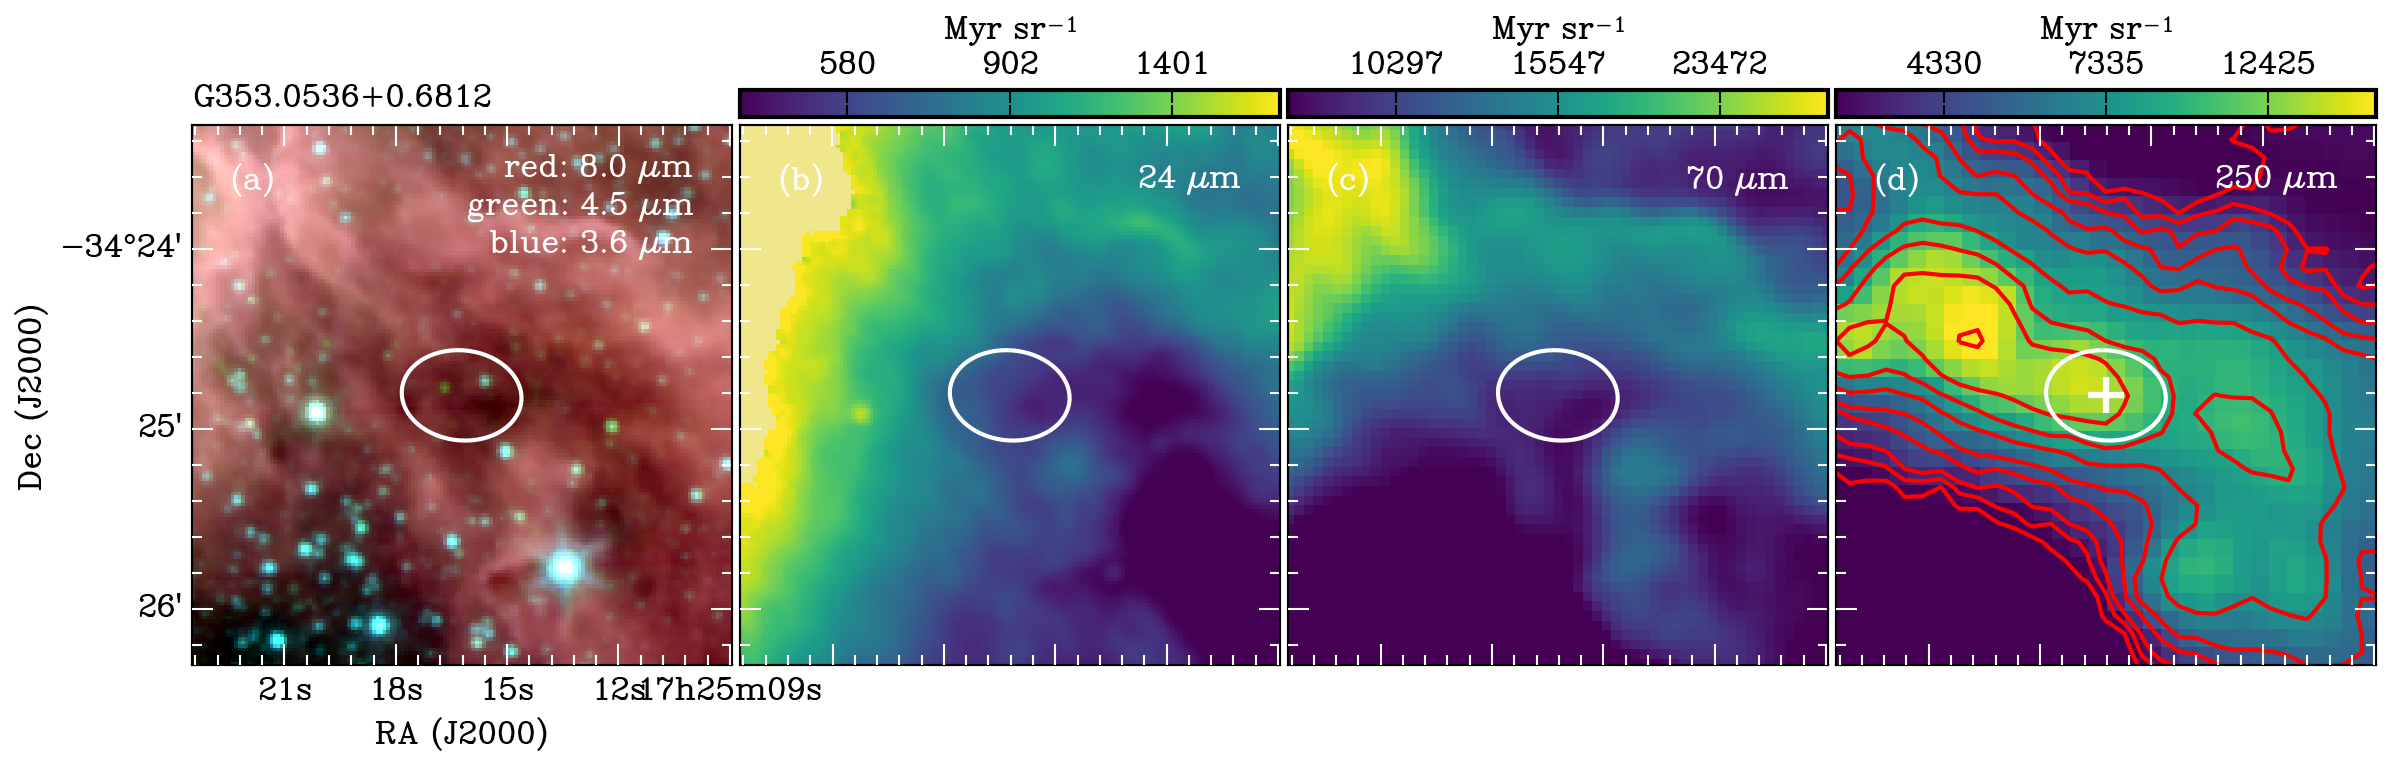 Myr sr⁻¹ Myr sr⁻¹ Myr sr⁻¹
580 902 1401 10297 15547 23472 4330 7335 12425
G353.0536+0.6812
(a) red: 8.0 μm
green: 4.5 μm
blue: 3.6 μm
(b) 24 μm
(c) 70 μm
(d) 250 μm
Dec (J2000)
−34°24'
25'
26'
21s 18s 15s 12s 17h25m09s
RA (J2000)